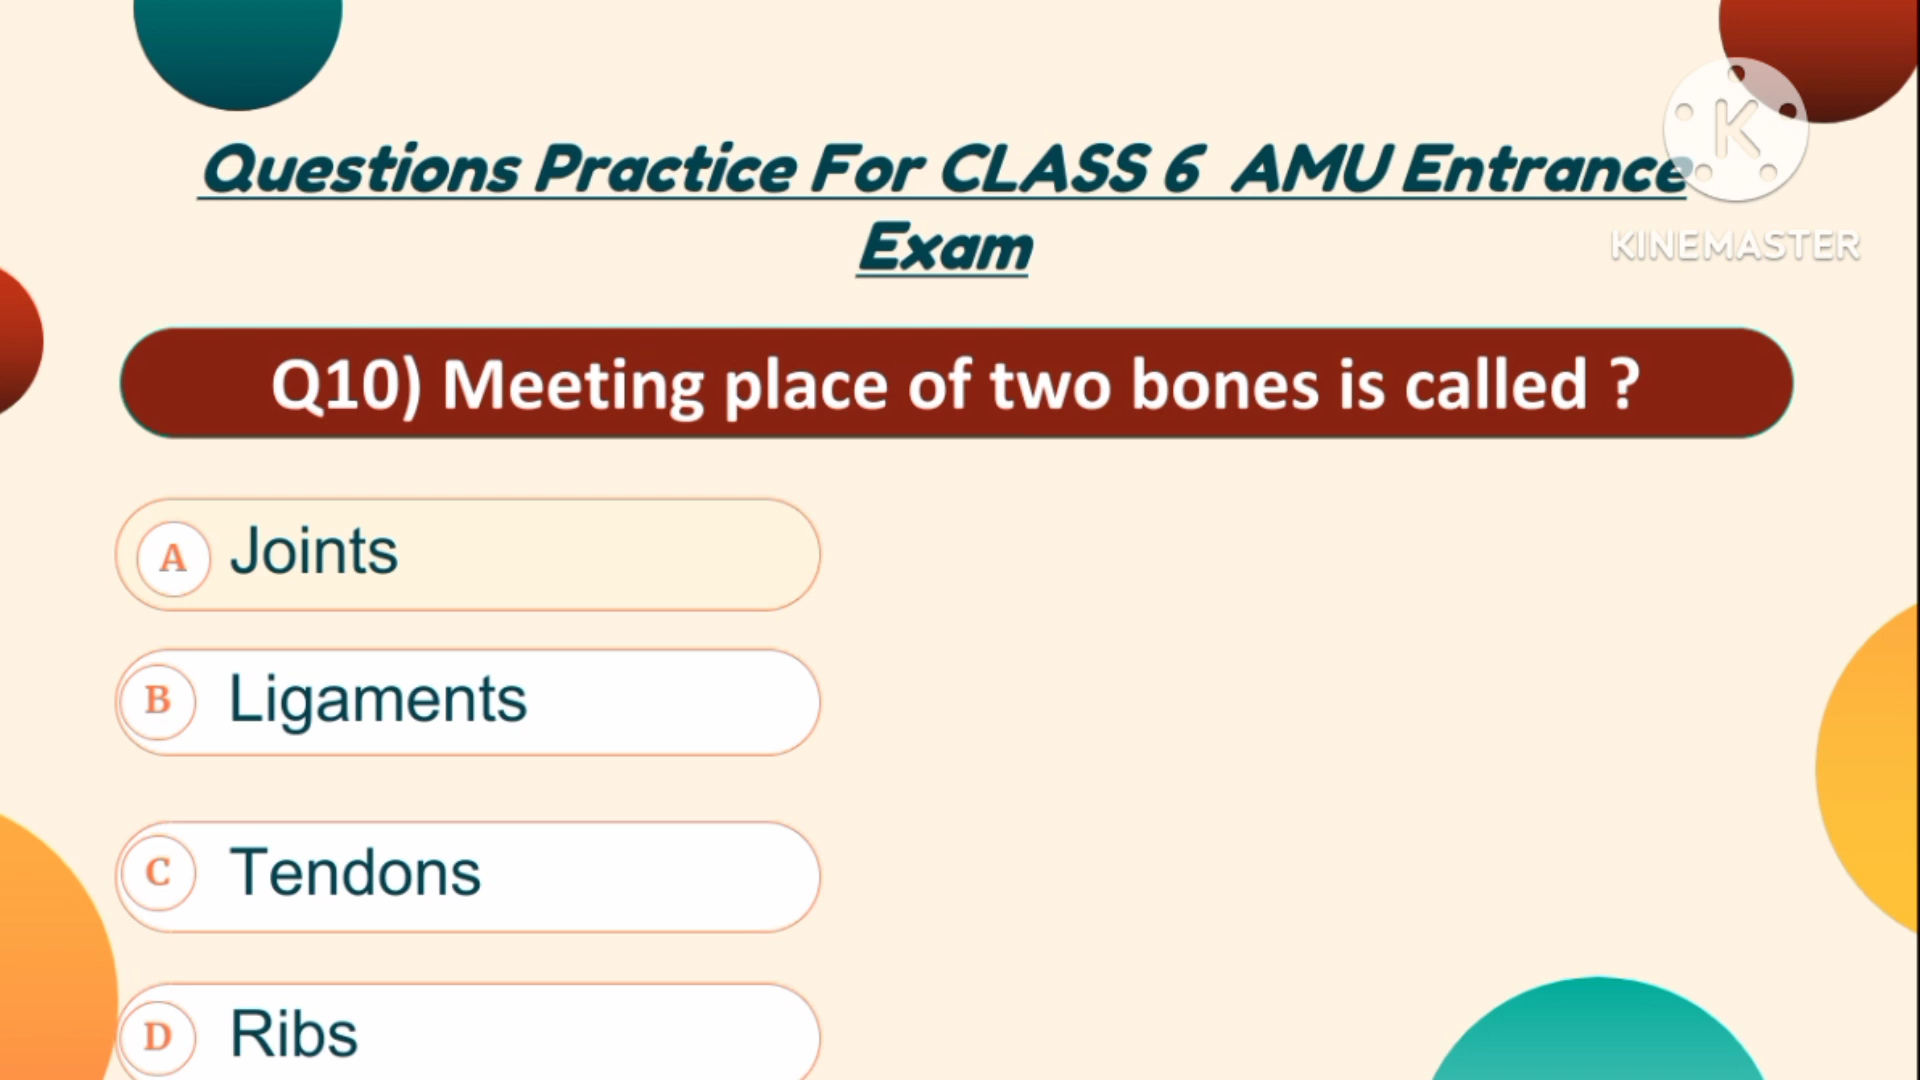 Questions Practice For CLASS 6 AMU Entrance
Exam
K
KINEMASTER
Q10) Meeting place of two bones is called ?
A Joints
B Ligaments
C Tendons
D Ribs